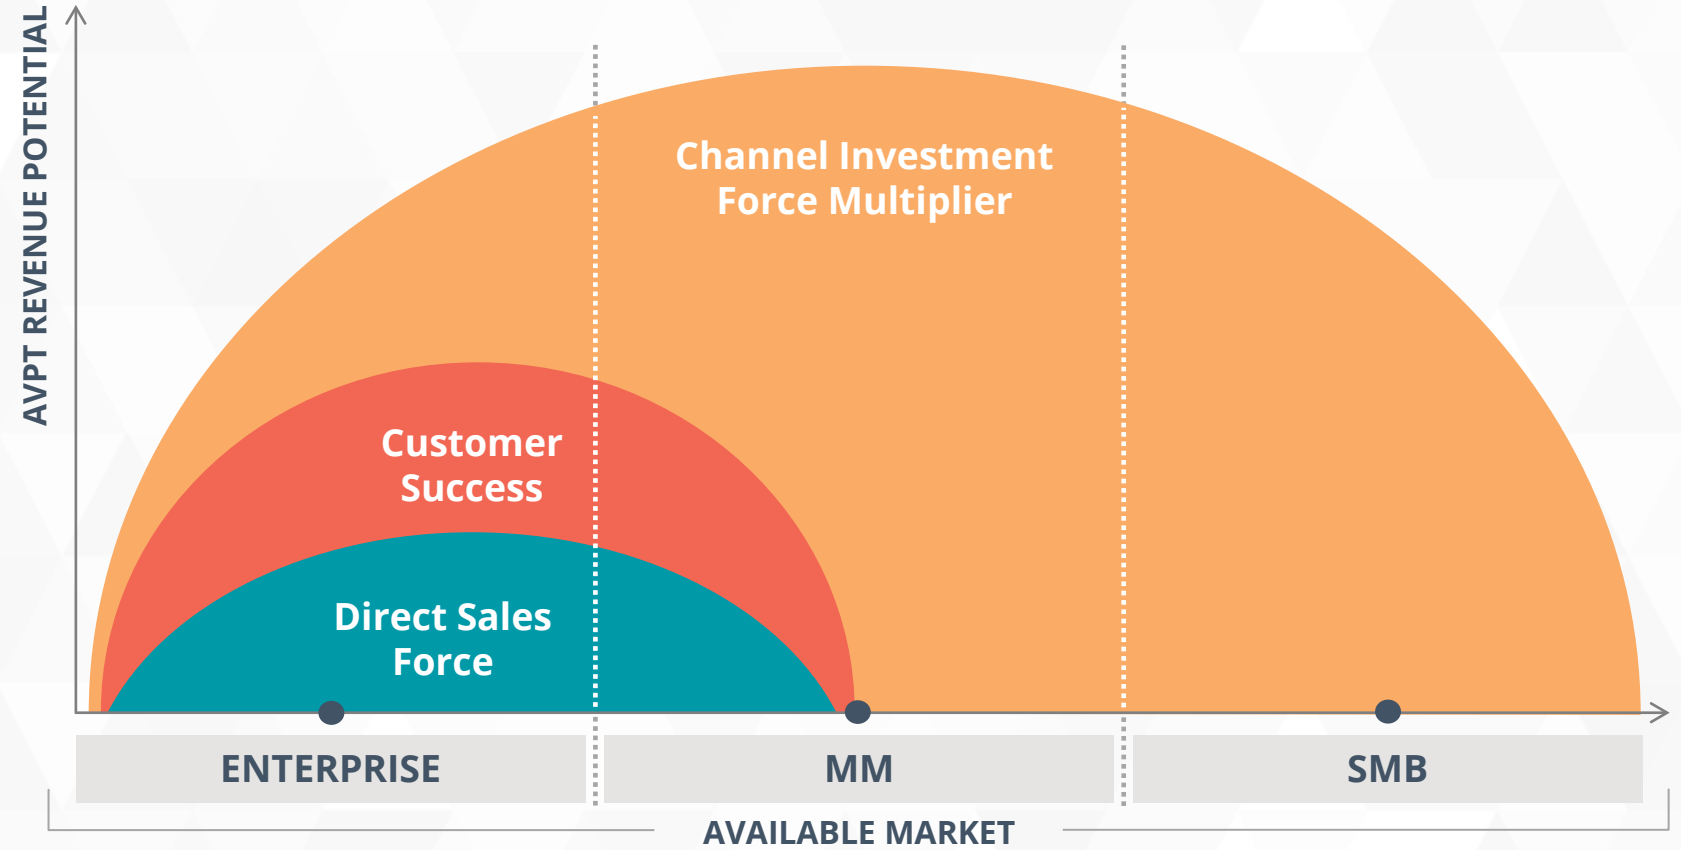 AVPT REVENUE POTENTIAL
Channel Investment
Force Multiplier
Customer
Success
Direct Sales
Force
ENTERPRISE
MM
SMB
AVAILABLE MARKET